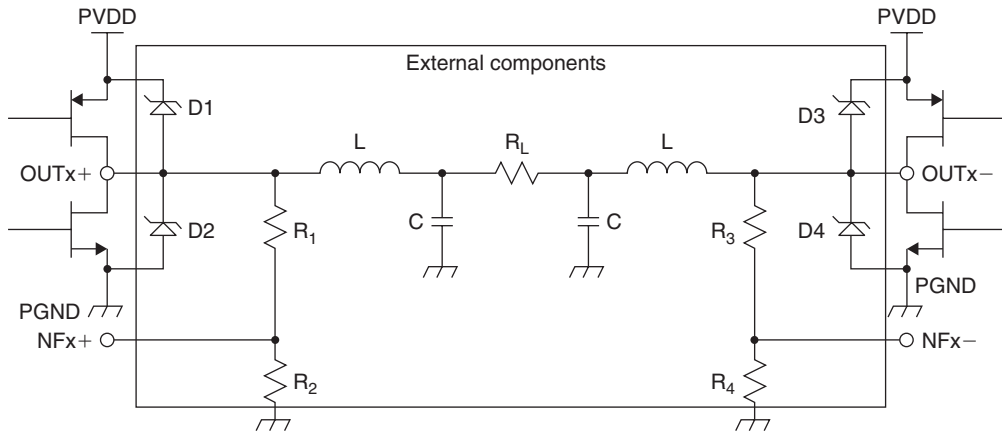 PVDD
PVDD
External components
D1
D3
L
R_L
L
OUTx+
OUTx−
D2
R_1
C
C
R_3
D4
PGND
PGND
NFx+
NFx−
R_2
R_4